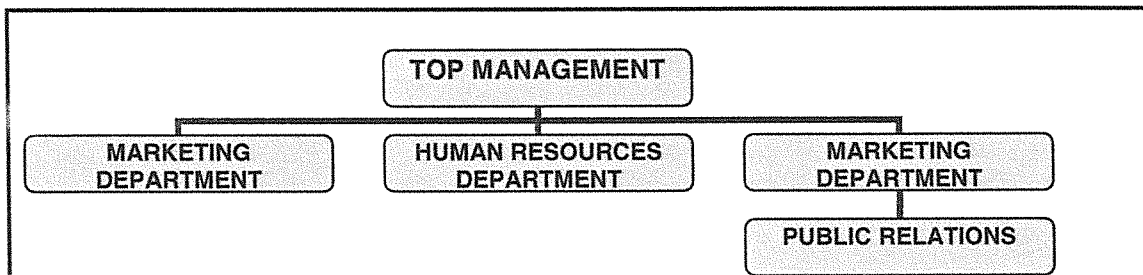 TOP MANAGEMENT
MARKETING
DEPARTMENT
HUMAN RESOURCES
DEPARTMENT
MARKETING
DEPARTMENT
PUBLIC RELATIONS